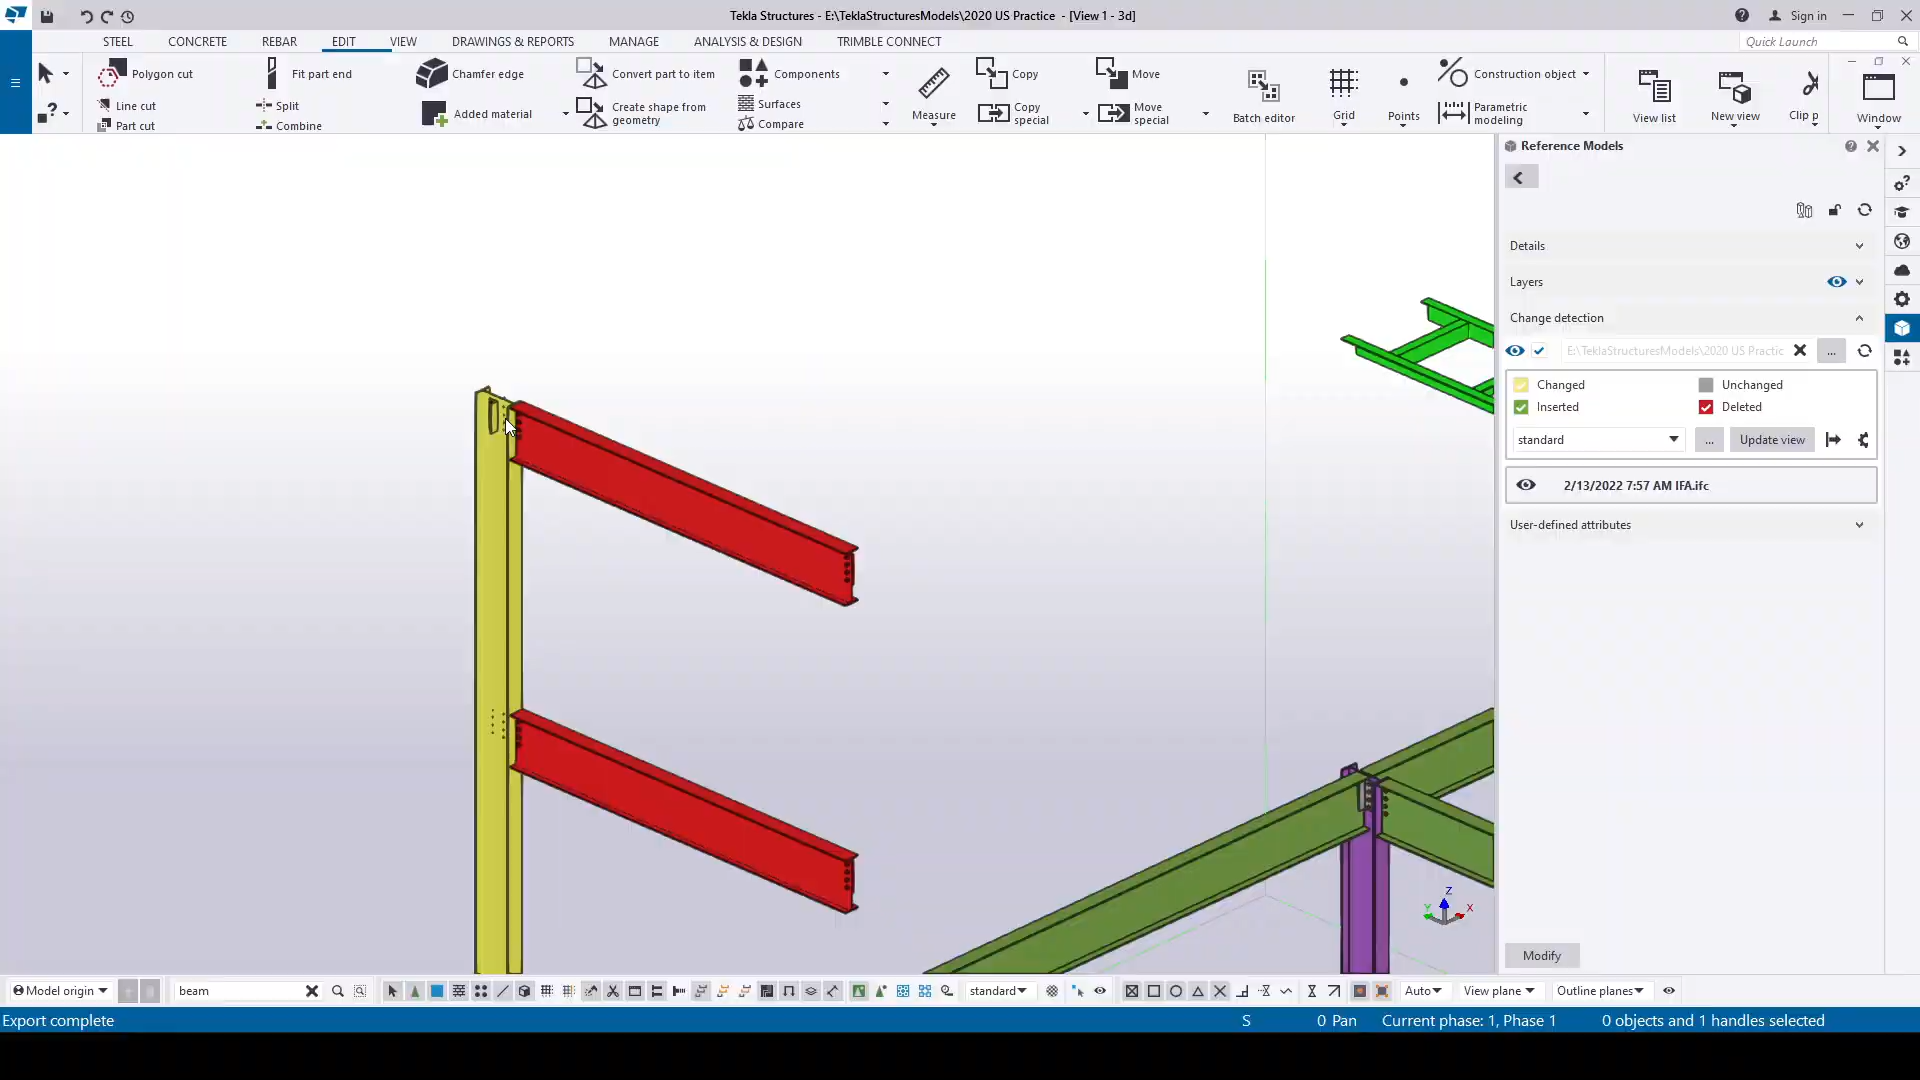 Tekla Structures - E:\TeklaStructuresModels\2020 US Practice - [View 1 - 3d]
Sign in
STEEL CONCRETE REBAR EDIT VIEW DRAWINGS & REPORTS MANAGE ANALYSIS & DESIGN TRIMBLE CONNECT
Quick Launch
Polygon cut
Line cut
Part cut
Fit part end
Split
Combine
Chamfer edge
Added material
Convert part to item
Create shape from
geometry
Components
Surfaces
Compare
Measure
Copy
Copy
special
Move
Move
special
Batch editor
Grid
Points
Construction object
Parametric
modeling
View list
New view
Clip p
Window
Reference Models
Details
Layers
Change detection
E:\TeklaStructuresModels\2020 US Practic
...
Changed
Unchanged
Inserted
Deleted
standard
...
Update view
2/13/2022 7:57 AM IFA.ifc
User-defined attributes
Z
Y
X
Modify
Model origin
beam
standard
Auto
View plane
Outline planes
Export complete
S
0 Pan
Current phase: 1, Phase 1
0 objects and 1 handles selected